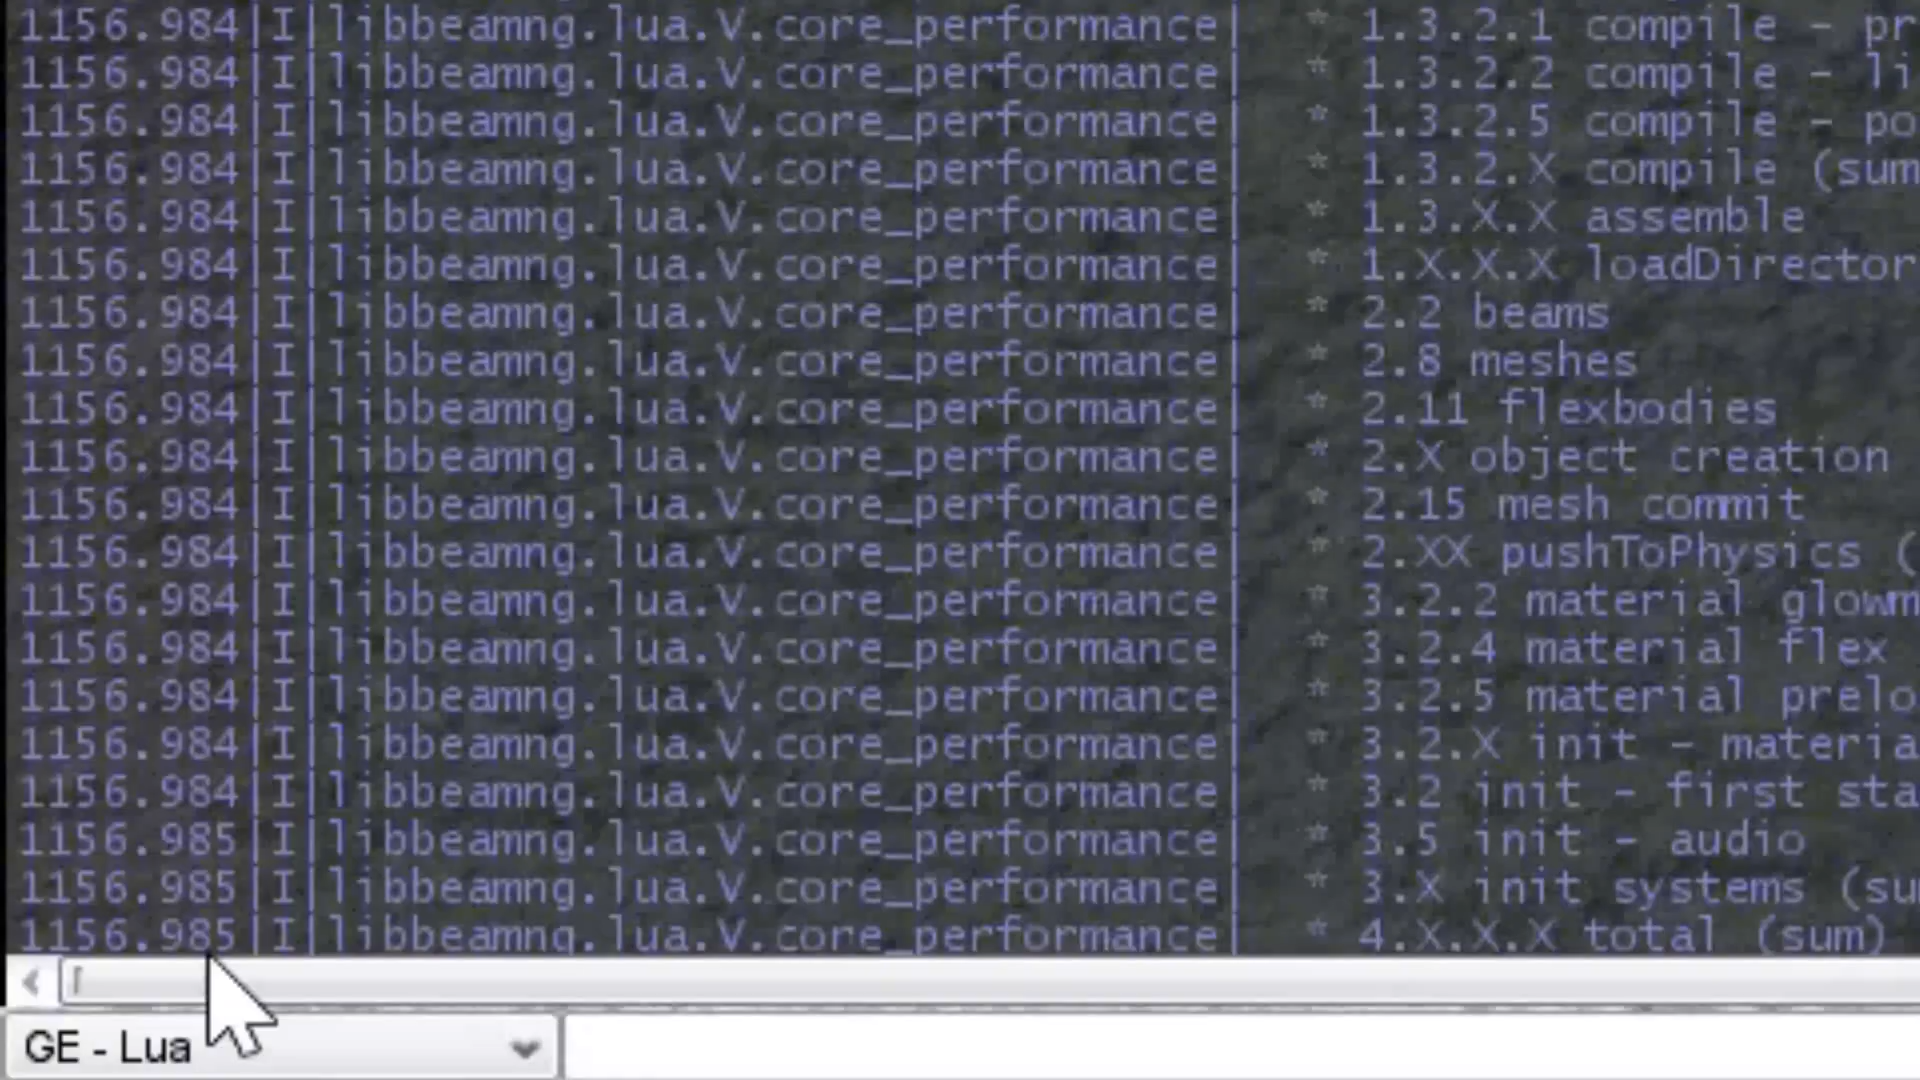 1156.984|I|libbeamng.lua.V.core_performance| * 1.3.2.1 compile - pr
1156.984|I|libbeamng.lua.V.core_performance| * 1.3.2.2 compile - li
1156.984|I|libbeamng.lua.V.core_performance| * 1.3.2.5 compile - po
1156.984|I|libbeamng.lua.V.core_performance| * 1.3.2.X compile (sum
1156.984|I|libbeamng.lua.V.core_performance| * 1.3.X.X assemble
1156.984|I|libbeamng.lua.V.core_performance| * 1.X.X.X loadDirector
1156.984|I|libbeamng.lua.V.core_performance| * 2.2 beams
1156.984|I|libbeamng.lua.V.core_performance| * 2.8 meshes
1156.984|I|libbeamng.lua.V.core_performance| * 2.11 flexbodies
1156.984|I|libbeamng.lua.V.core_performance| * 2.X object creation
1156.984|I|libbeamng.lua.V.core_performance| * 2.15 mesh commit
1156.984|I|libbeamng.lua.V.core_performance| * 2.XX pushToPhysics (
1156.984|I|libbeamng.lua.V.core_performance| * 3.2.2 material glowm
1156.984|I|libbeamng.lua.V.core_performance| * 3.2.4 material flex
1156.984|I|libbeamng.lua.V.core_performance| * 3.2.5 material prelo
1156.984|I|libbeamng.lua.V.core_performance| * 3.2.X init - materia
1156.984|I|libbeamng.lua.V.core_performance| * 3.2 init - first sta
1156.985|I|libbeamng.lua.V.core_performance| * 3.5 init - audio
1156.985|I|libbeamng.lua.V.core_performance| * 3.X init systems (su
1156.985|I|libbeamng.lua.V.core_performance| * 4.X.X.X total (sum)
GE - Lua